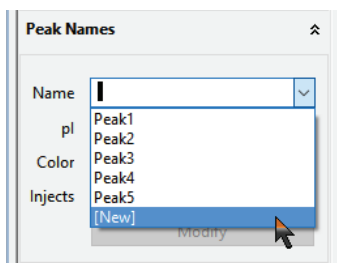 Peak Names
Name
pl
Color
Injects
Peak1
Peak2
Peak3
Peak4
Peak5
[New]
Modify